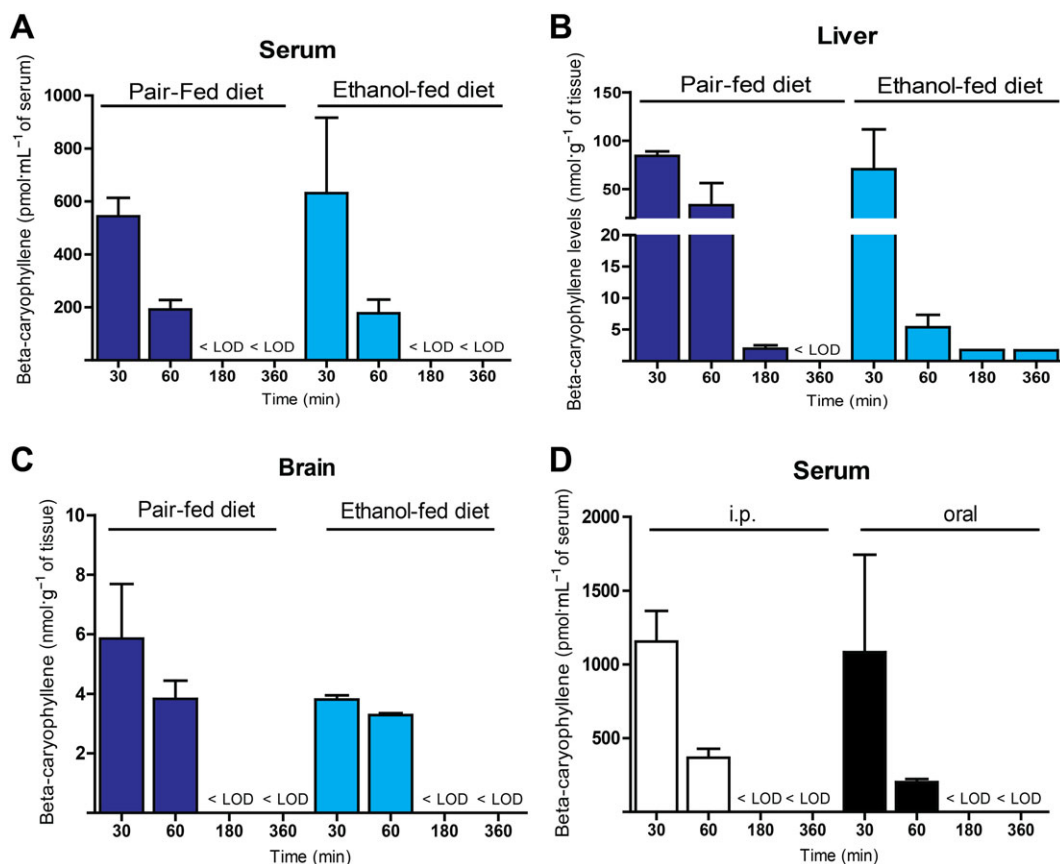 A
Serum
Pair-Fed diet Ethanol-fed diet
Beta-caryophyllene (pmol·mL⁻¹ of serum)
1000
800
600
400
200
< LOD < LOD < LOD < LOD
30 60 180 360 30 60 180 360
Time (min)
B
Liver
Pair-fed diet Ethanol-fed diet
Beta-caryophyllene levels (nmol·g⁻¹ of tissue)
150
100
50
20
15
10
5
< LOD
30 60 180 360 30 60 180 360
Time (min)
C
Brain
Pair-fed diet Ethanol-fed diet
Beta-caryophyllene (nmol·g⁻¹ of tissue)
10
8
6
4
2
< LOD < LOD < LOD < LOD
30 60 180 360 30 60 180 360
Time (min)
D
Serum
i.p. oral
Beta-caryophyllene (pmol·mL⁻¹ of serum)
2000
1500
1000
500
< LOD < LOD < LOD < LOD
30 60 180 360 30 60 180 360
Time (min)